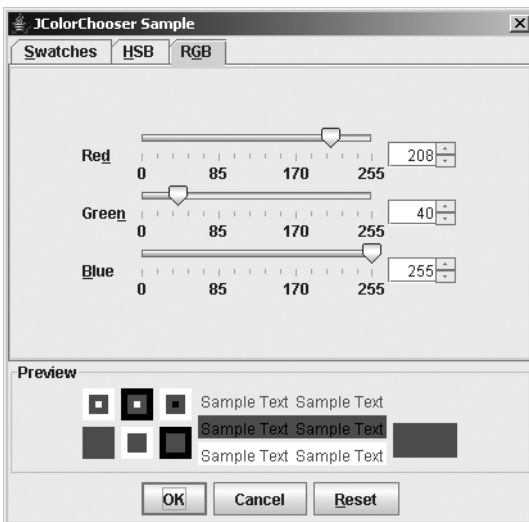 JColorChooser Sample
Swatches HSB RGB
Red 208
0 85 170 255
Green 40
0 85 170 255
Blue 255
0 85 170 255
Preview
Sample Text Sample Text
Sample Text Sample Text
Sample Text Sample Text
OK Cancel Reset